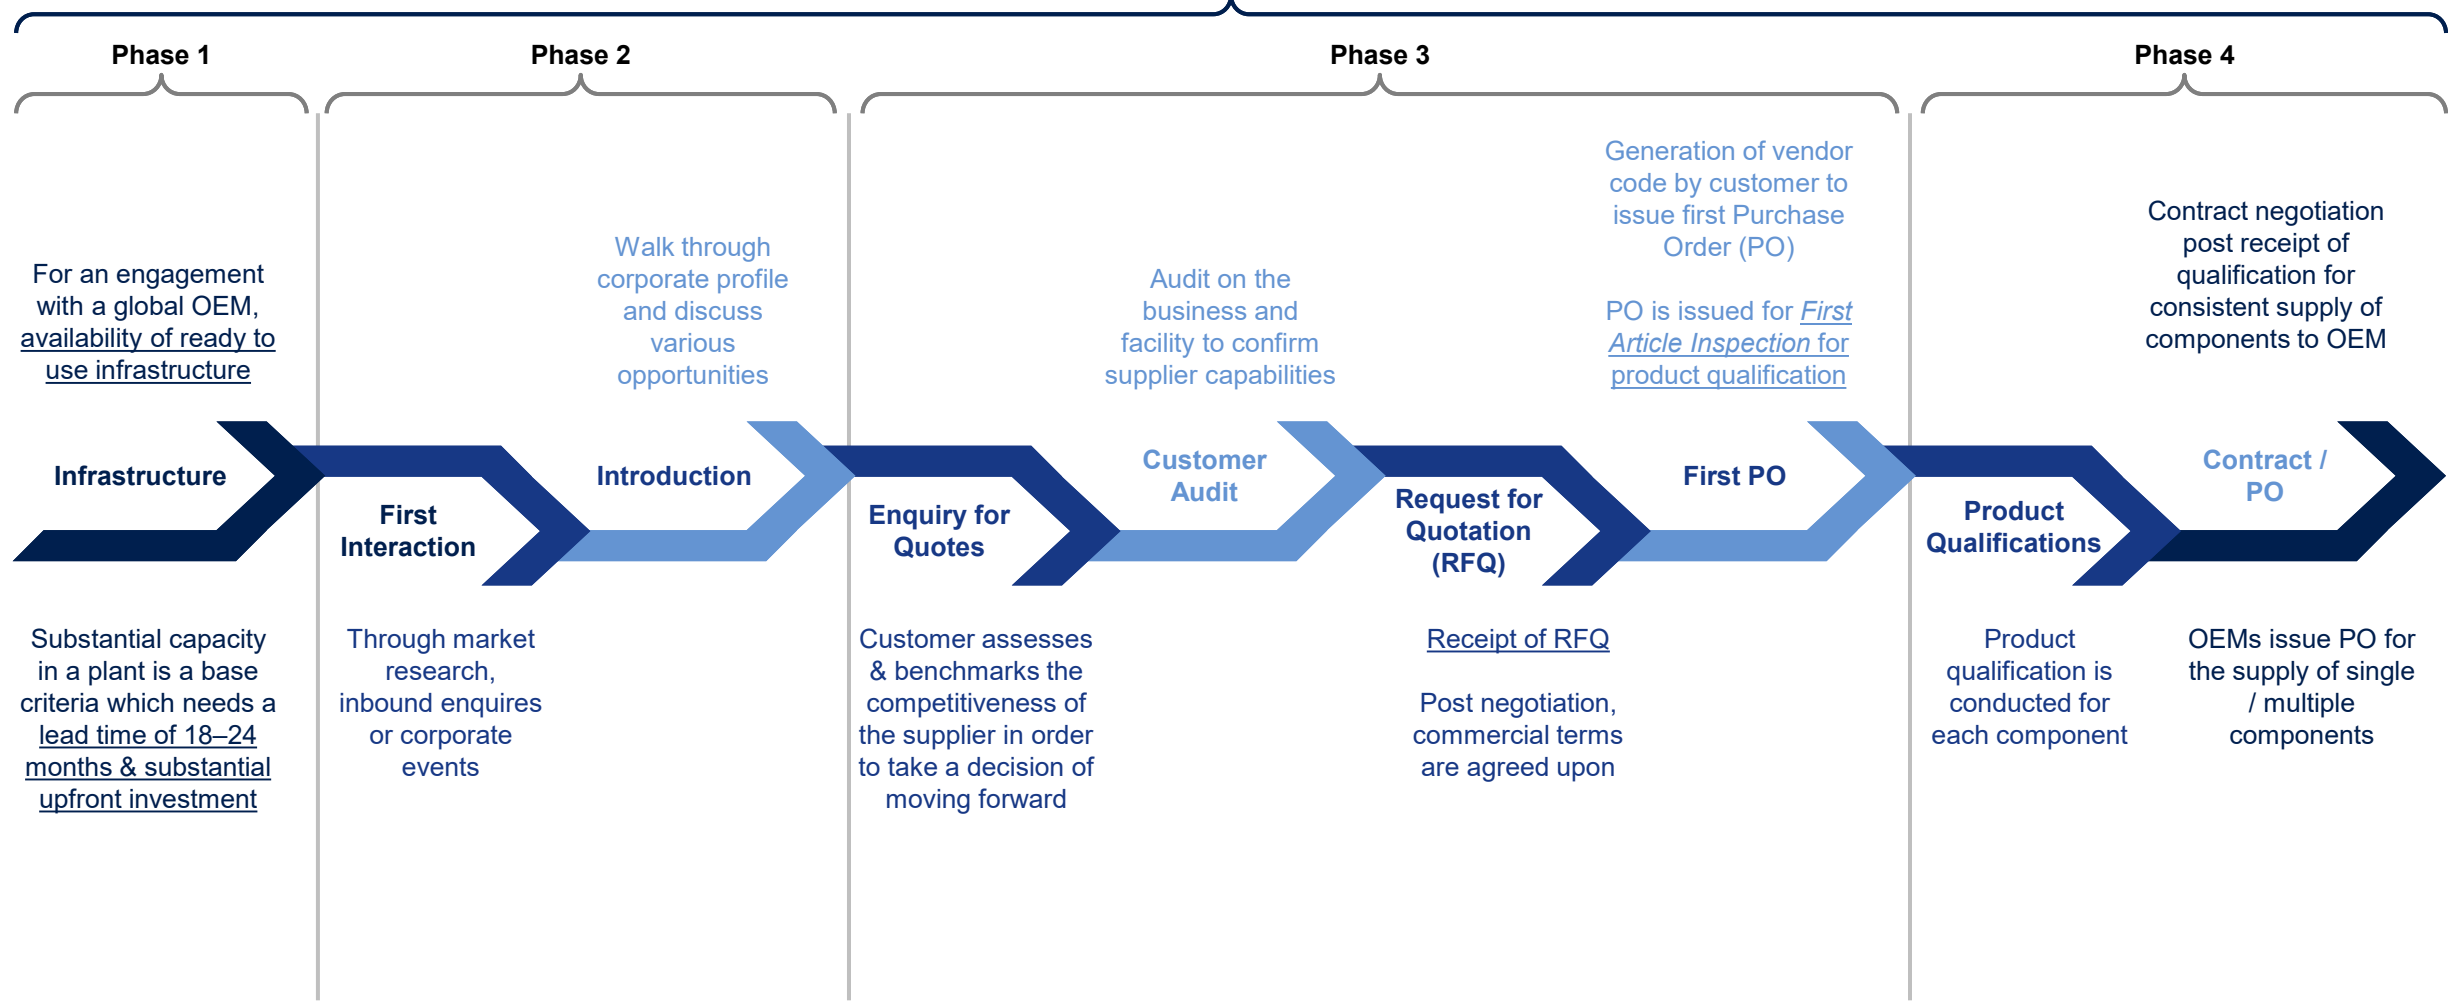 Phase 1
Phase 2
Phase 3
Phase 4
For an engagement
with a global OEM,
availability of ready to
use infrastructure
Infrastructure
Substantial capacity
in a plant is a base
criteria which needs a
lead time of 18–24
months & substantial
upfront investment
First
Interaction
Through market
research,
inbound enquires
or corporate
events
Walk through
corporate profile
and discuss
various
opportunities
Introduction
Enquiry for
Quotes
Customer assesses
& benchmarks the
competitiveness of
the supplier in order
to take a decision of
moving forward
Audit on the
business and
facility to confirm
supplier capabilities
Customer
Audit
Request for
Quotation
(RFQ)
Receipt of RFQ
Post negotiation,
commercial terms
are agreed upon
Generation of vendor
code by customer to
issue first Purchase
Order (PO)
PO is issued for First
Article Inspection for
product qualification
First PO
Product
Qualifications
Product
qualification is
conducted for
each component
Contract negotiation
post receipt of
qualification for
consistent supply of
components to OEM
Contract /
PO
OEMs issue PO for
the supply of single
/ multiple
components